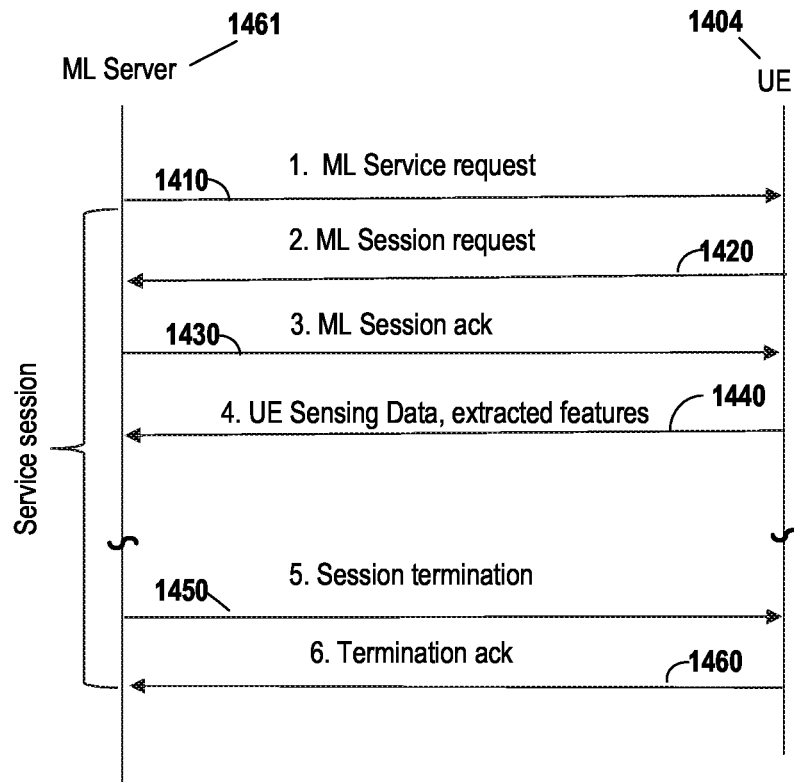 1461
1404
ML Server
UE
1. ML Service request
1410
2. ML Session request
1420
3. ML Session ack
1430
4. UE Sensing Data, extracted features
1440
Service session
5. Session termination
1450
6. Termination ack
1460